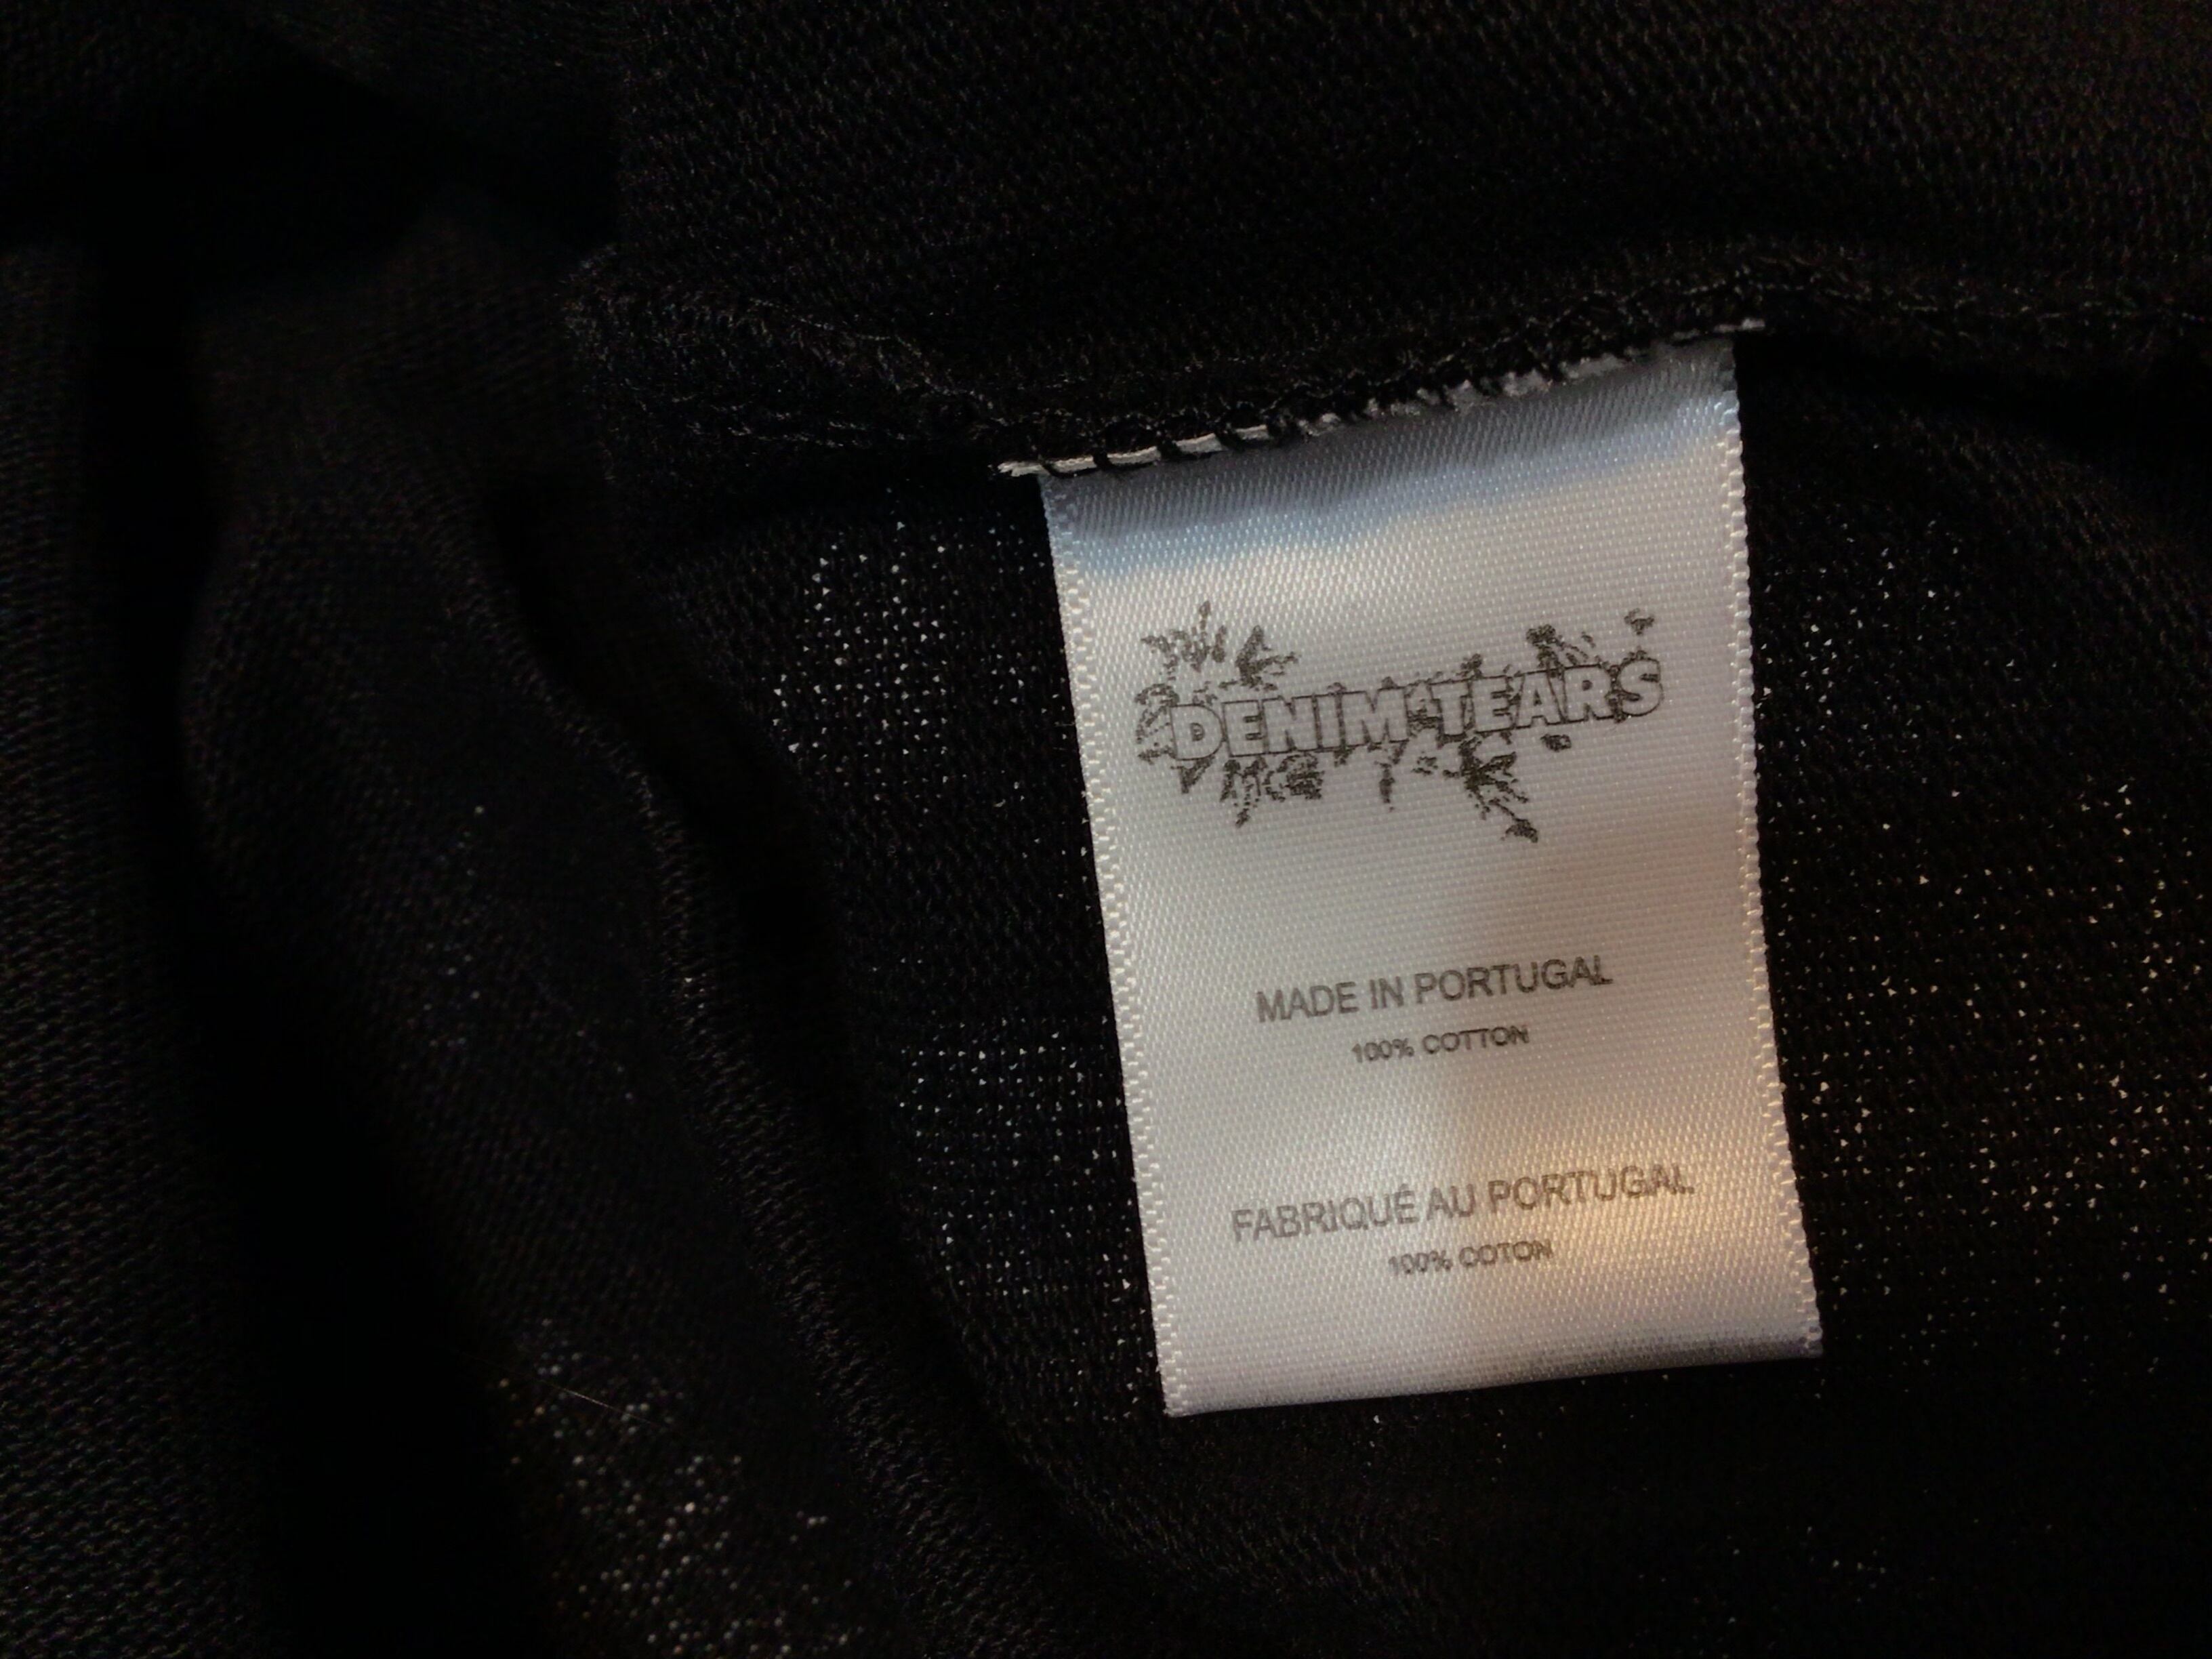 DENIM TEARS
MADE IN PORTUGAL
100% COTTON
FABRIQUÉ AU PORTUGAL
100% COTON